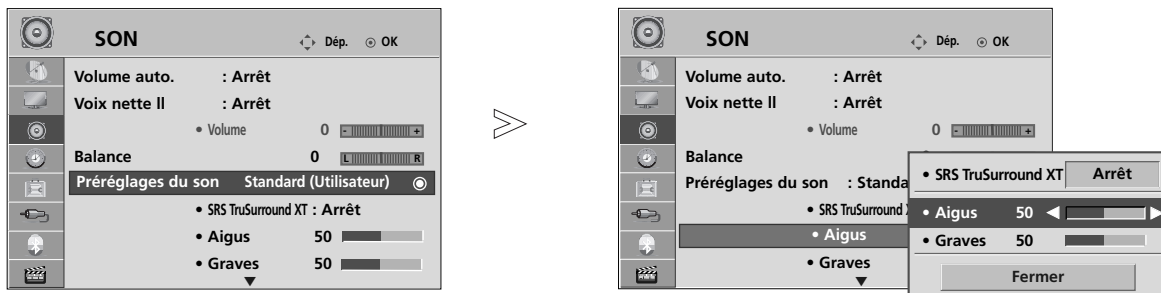 SON Dép. OK
Volume auto. : Arrêt
Voix nette ll : Arrêt
• Volume 0 - +
Balance 0 L R
Préréglages du son Standard (Utilisateur)
• SRS TruSurround XT : Arrêt
• Aigus 50
• Graves 50
SON Dép. OK
Volume auto. : Arrêt
Voix nette ll : Arrêt
• Volume 0 - +
Balance
Préréglages du son : Standa
• SRS TruSurround
• Aigus
• Graves
• SRS TruSurround XT Arrêt
• Aigus 50
• Graves 50
Fermer